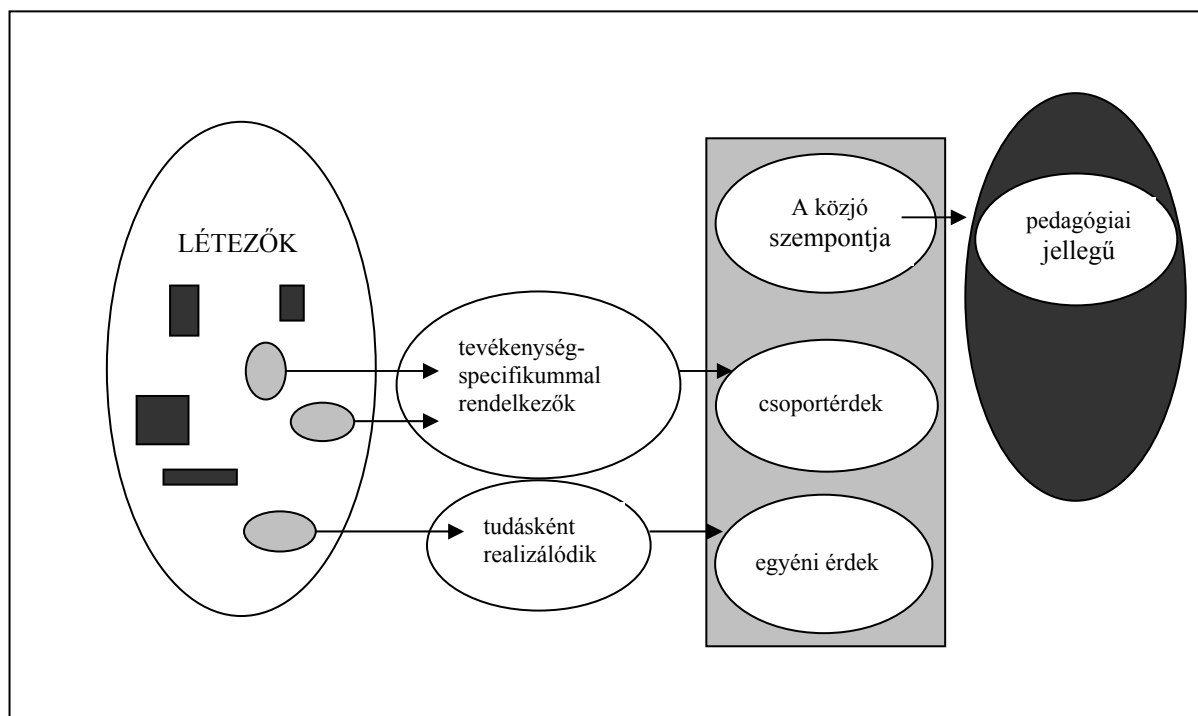 LÉTEZŐK
tevékenység-
specifikummal
rendelkezők
tudásként
realizálódik
A közjó
szempontja
csoportérdek
egyéni érdek
pedagógiai
jellegű